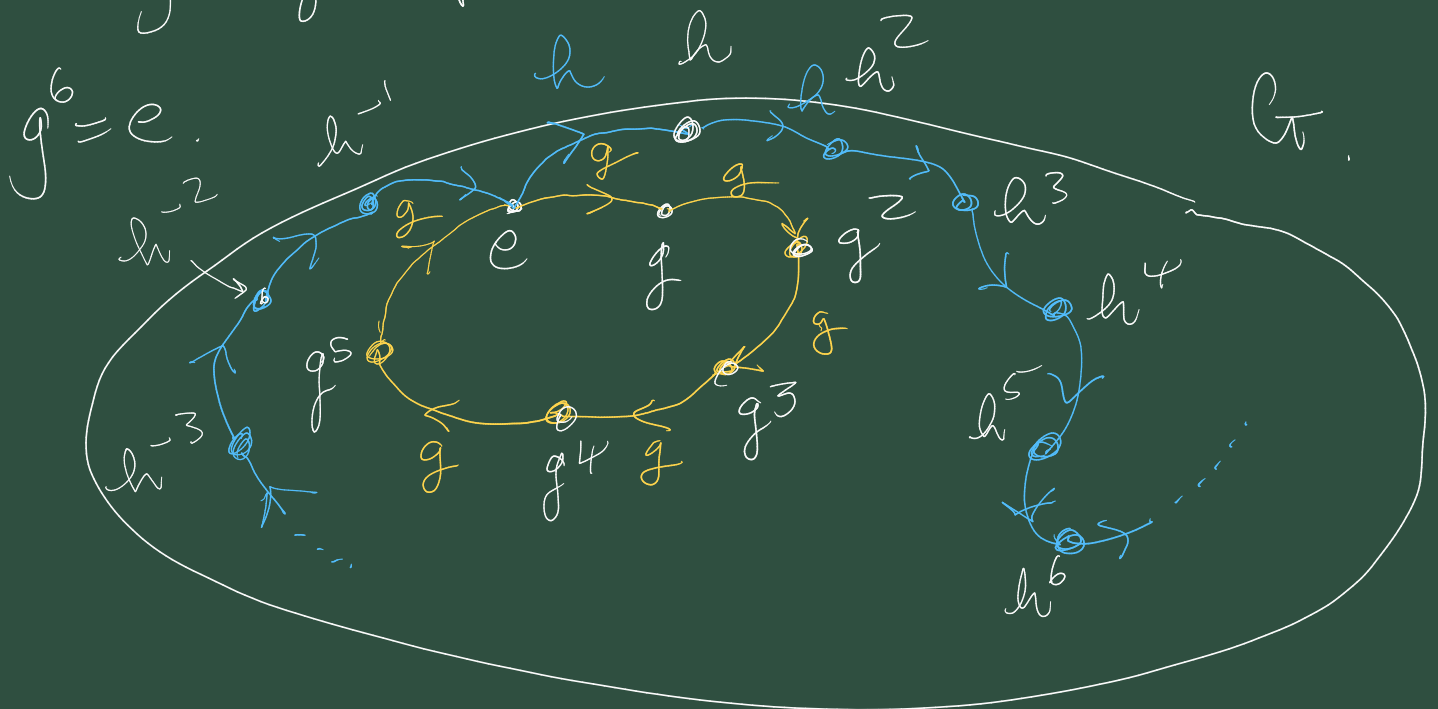 h h h h²
g⁶ = e. h⁻¹ G.
g g
h⁻² g h³
e g g²
h⁴
g⁵ g
g³ h⁵
h⁻³ g g⁴ g
h⁶